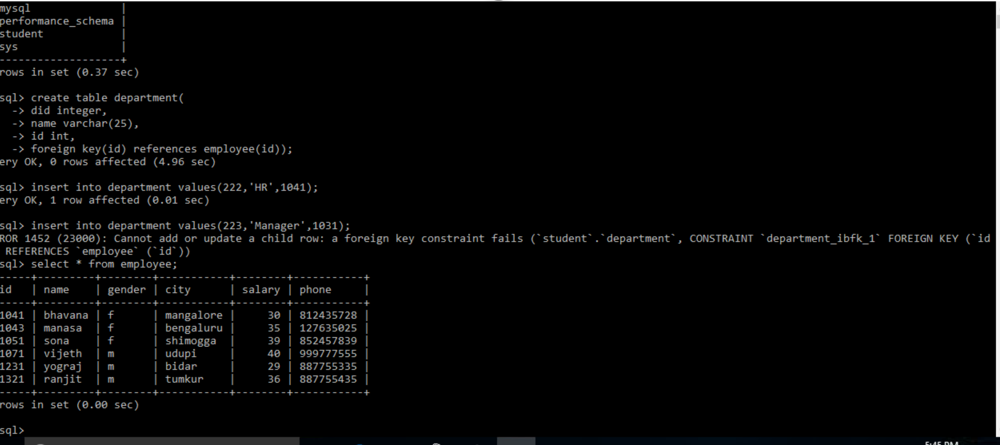 mysql |
performance_schema |
student |
sys |
-------------------+
rows in set (0.37 sec)
sql> create table department(
-> did integer,
-> name varchar(25),
-> id int,
-> foreign key(id) references employee(id));
ery OK, 0 rows affected (4.96 sec)
sql> insert into department values(222,'HR',1041);
ery OK, 1 row affected (0.01 sec)
sql> insert into department values(223,'Manager',1031);
ROR 1452 (23000): Cannot add or update a child row: a foreign key constraint fails (`student`.`department`, CONSTRAINT `department_ibfk_1` FOREIGN KEY (`id
REFERENCES `employee` (`id`))
sql> select * from employee;
-----+---------+--------+-----------+--------+-----------+
id | name | gender | city | salary | phone |
-----+---------+--------+-----------+--------+-----------+
1041 | bhavana | f | mangalore | 30 | 812435728 |
1043 | manasa | f | bengaluru | 35 | 127635025 |
1051 | sona | f | shimogga | 39 | 852457839 |
1071 | vijeth | m | udupi | 40 | 999777555 |
1231 | yograj | m | bidar | 29 | 887755335 |
1321 | ranjit | m | tumkur | 36 | 887755435 |
-----+---------+--------+-----------+--------+-----------+
rows in set (0.00 sec)
sql>
5:45 PM